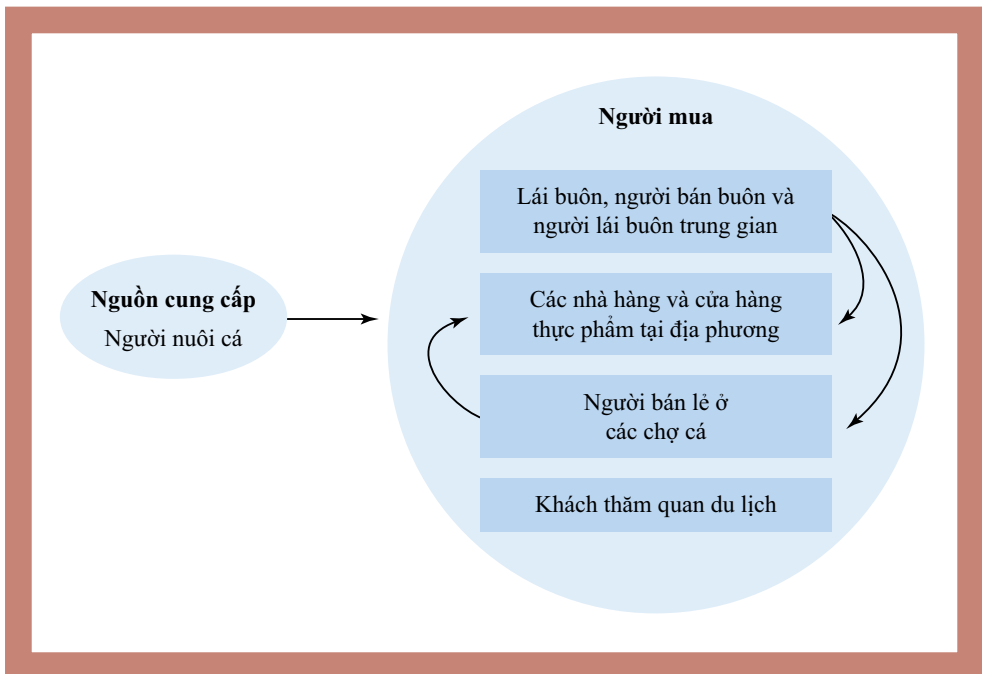 Người mua
Lái buôn, người bán buôn và
người lái buôn trung gian
Nguồn cung cấp
Người nuôi cá
Các nhà hàng và cửa hàng
thực phẩm tại địa phương
Người bán lẻ ở
các chợ cá
Khách thăm quan du lịch